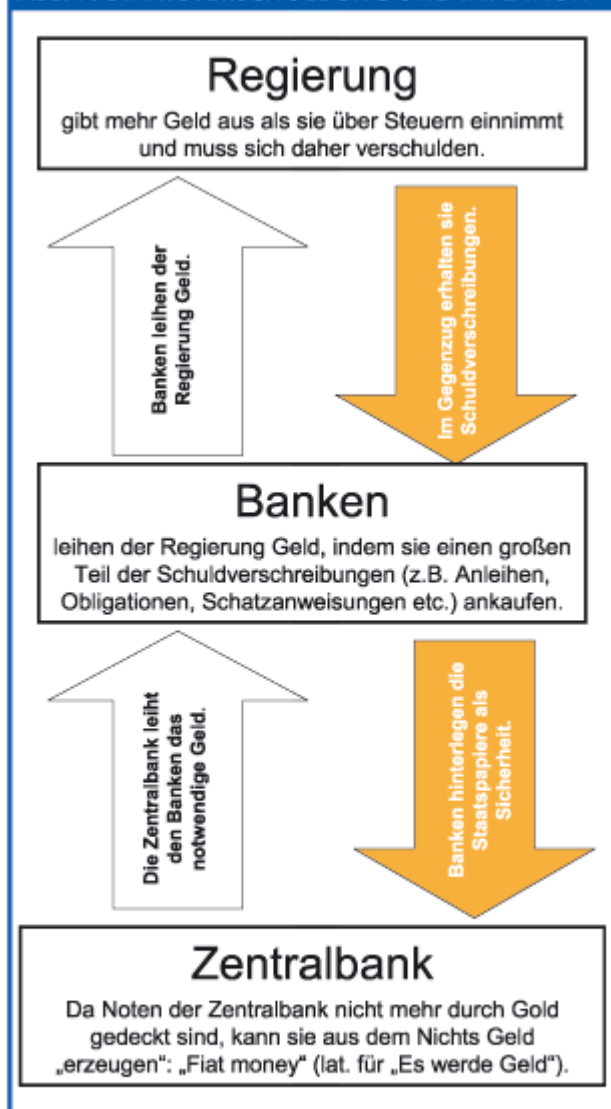 Regierung
gibt mehr Geld aus als sie über Steuern einnimmt
und muss sich daher verschulden.
Banken leihen der
Regierung Geld.
Im Gegenzug erhalten sie
Schuldverschreibungen.
Banken
leihen der Regierung Geld, indem sie einen großen
Teil der Schuldverschreibungen (z.B. Anleihen,
Obligationen, Schatzanweisungen etc.) ankaufen.
Die Zentralbank leiht
den Banken das
notwendige Geld.
Banken hinterlegen die
Staatspapiere als
Sicherheit.
Zentralbank
Da Noten der Zentralbank nicht mehr durch Gold
gedeckt sind, kann sie aus dem Nichts Geld
„erzeugen“: „Fiat money“ (lat. für „Es werde Geld“).